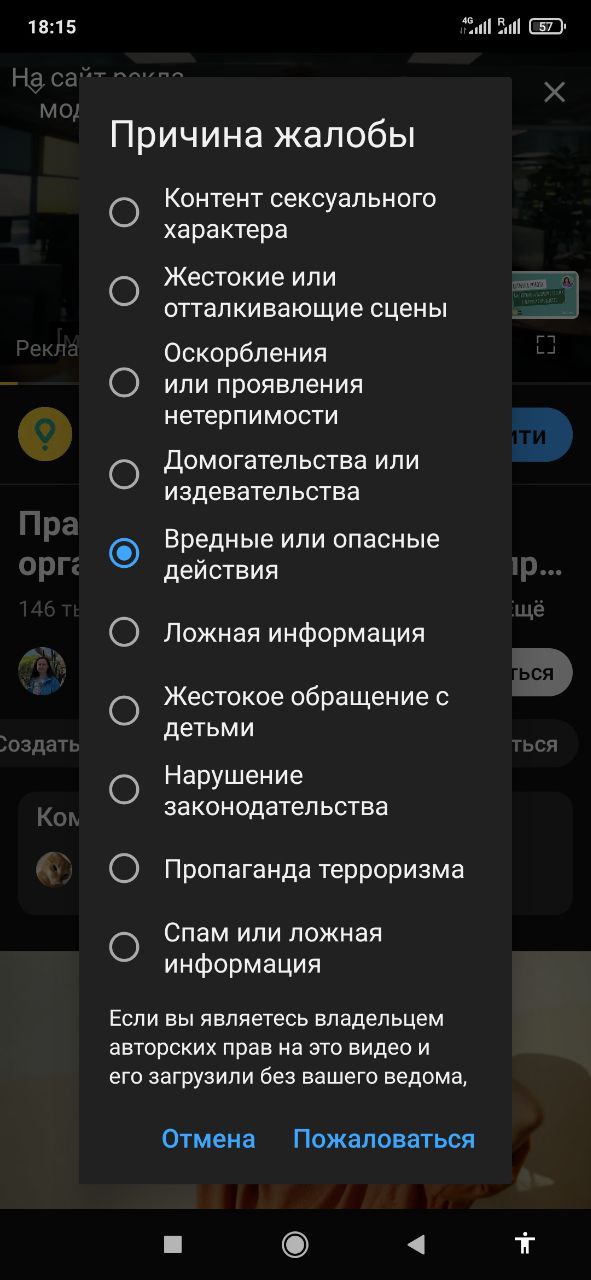 18:15
4G
R
57
На сайт рекла
мод
Причина жалобы
Контент сексуального
характера
Жестокие или
отталкивающие сцены
Рекла
Оскорбления
или проявления
нетерпимости
йти
Домогательства или
издевательства
Пра
орга
пр...
Вредные или опасные
действия
146 ты
Ещё
Ложная информация
ться
Жестокое обращение с
детьми
Создать
ться
Нарушение
законодательства
Ком
Пропаганда терроризма
Спам или ложная
информация
Если вы являетесь владельцем
авторских прав на это видео и
его загрузили без вашего ведома,
Отмена Пожаловаться